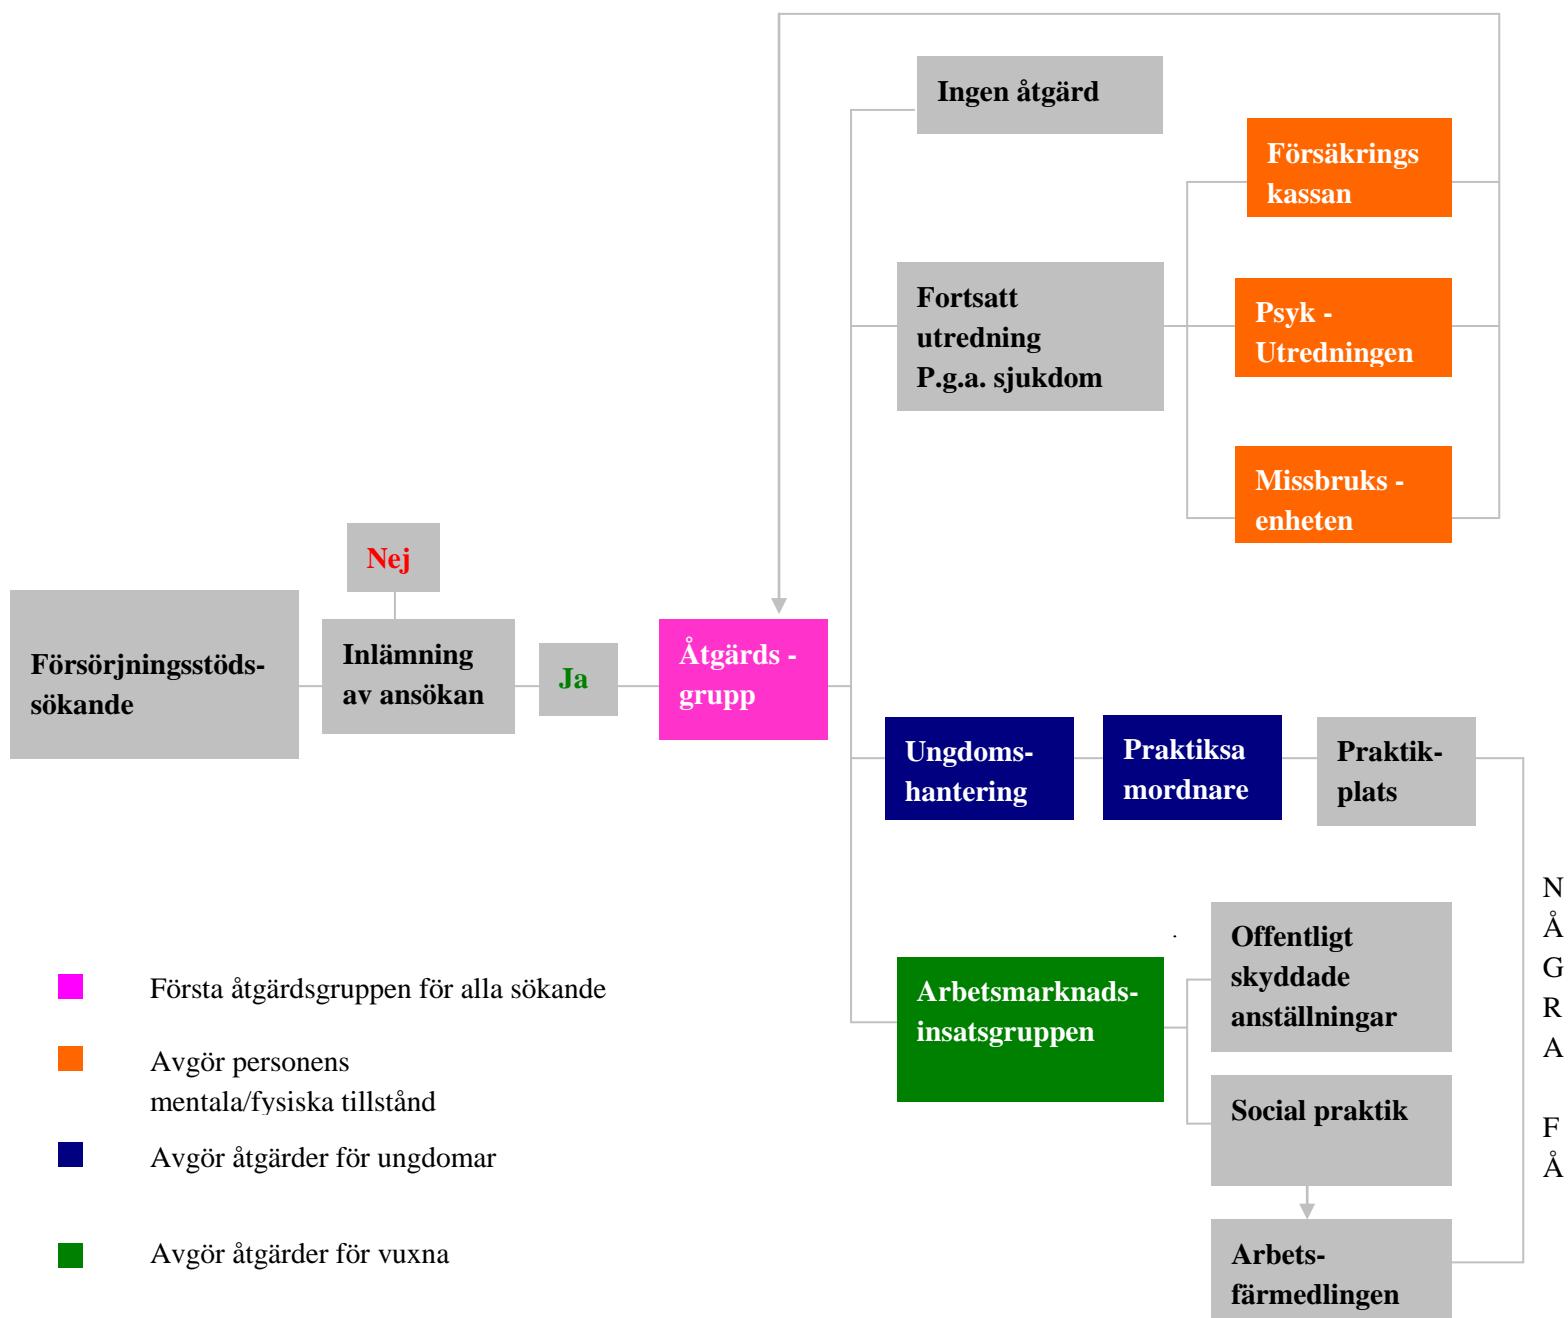 Ingen åtgärd
Försäkrings
kassan
Fortsatt
utredning
P.g.a. sjukdom
Psyk -
Utredningen
Missbruks -
enheten
Nej
Försörjningsstöds-
sökande
Inlämning
av ansökan
Ja
Åtgärds -
grupp
Ungdoms-
hantering
Praktiksa
mordnare
Praktik-
plats
Arbetsmarknads-
insatsgruppen
.
Offentligt
skyddade
anställningar
Social praktik
Arbets-
färmedlingen
N
Å
G
R
A
F
Å
Första åtgärdsgruppen för alla sökande
Avgör personens
mentala/fysiska tillstånd
Avgör åtgärder för ungdomar
Avgör åtgärder för vuxna